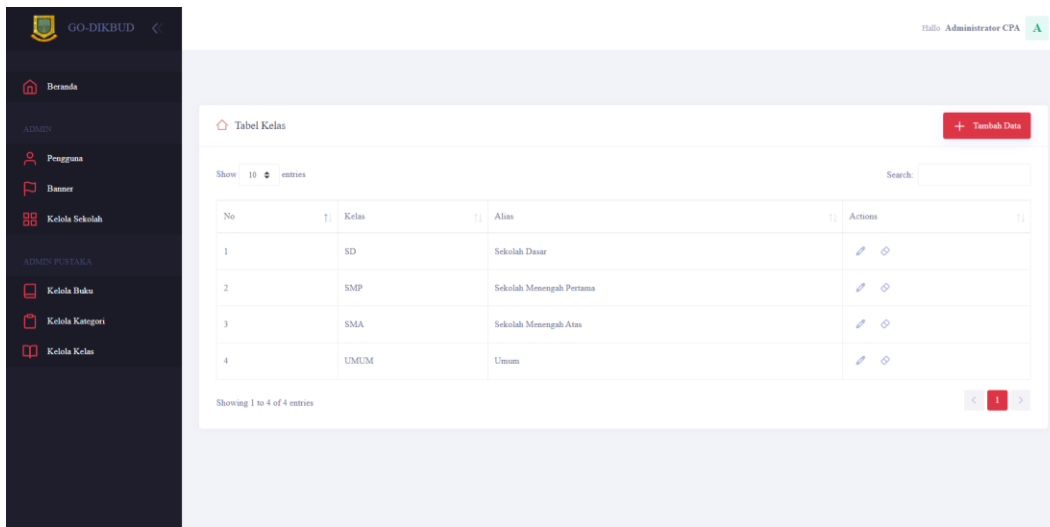 GO-DIKBUD
Hallo Administrator CPA A
Beranda
ADMIN
Pengguna
Banner
Kelola Sekolah
ADMIN PUSTAKA
Kelola Buku
Kelola Kategori
Kelola Kelas
Tabel Kelas
+ Tambah Data
Show 10 entries
Search:
No Kelas Alias Actions
1 SD Sekolah Dasar
2 SMP Sekolah Menengah Pertama
3 SMA Sekolah Menengah Atas
4 UMUM Umum
Showing 1 to 4 of 4 entries
< 1 >